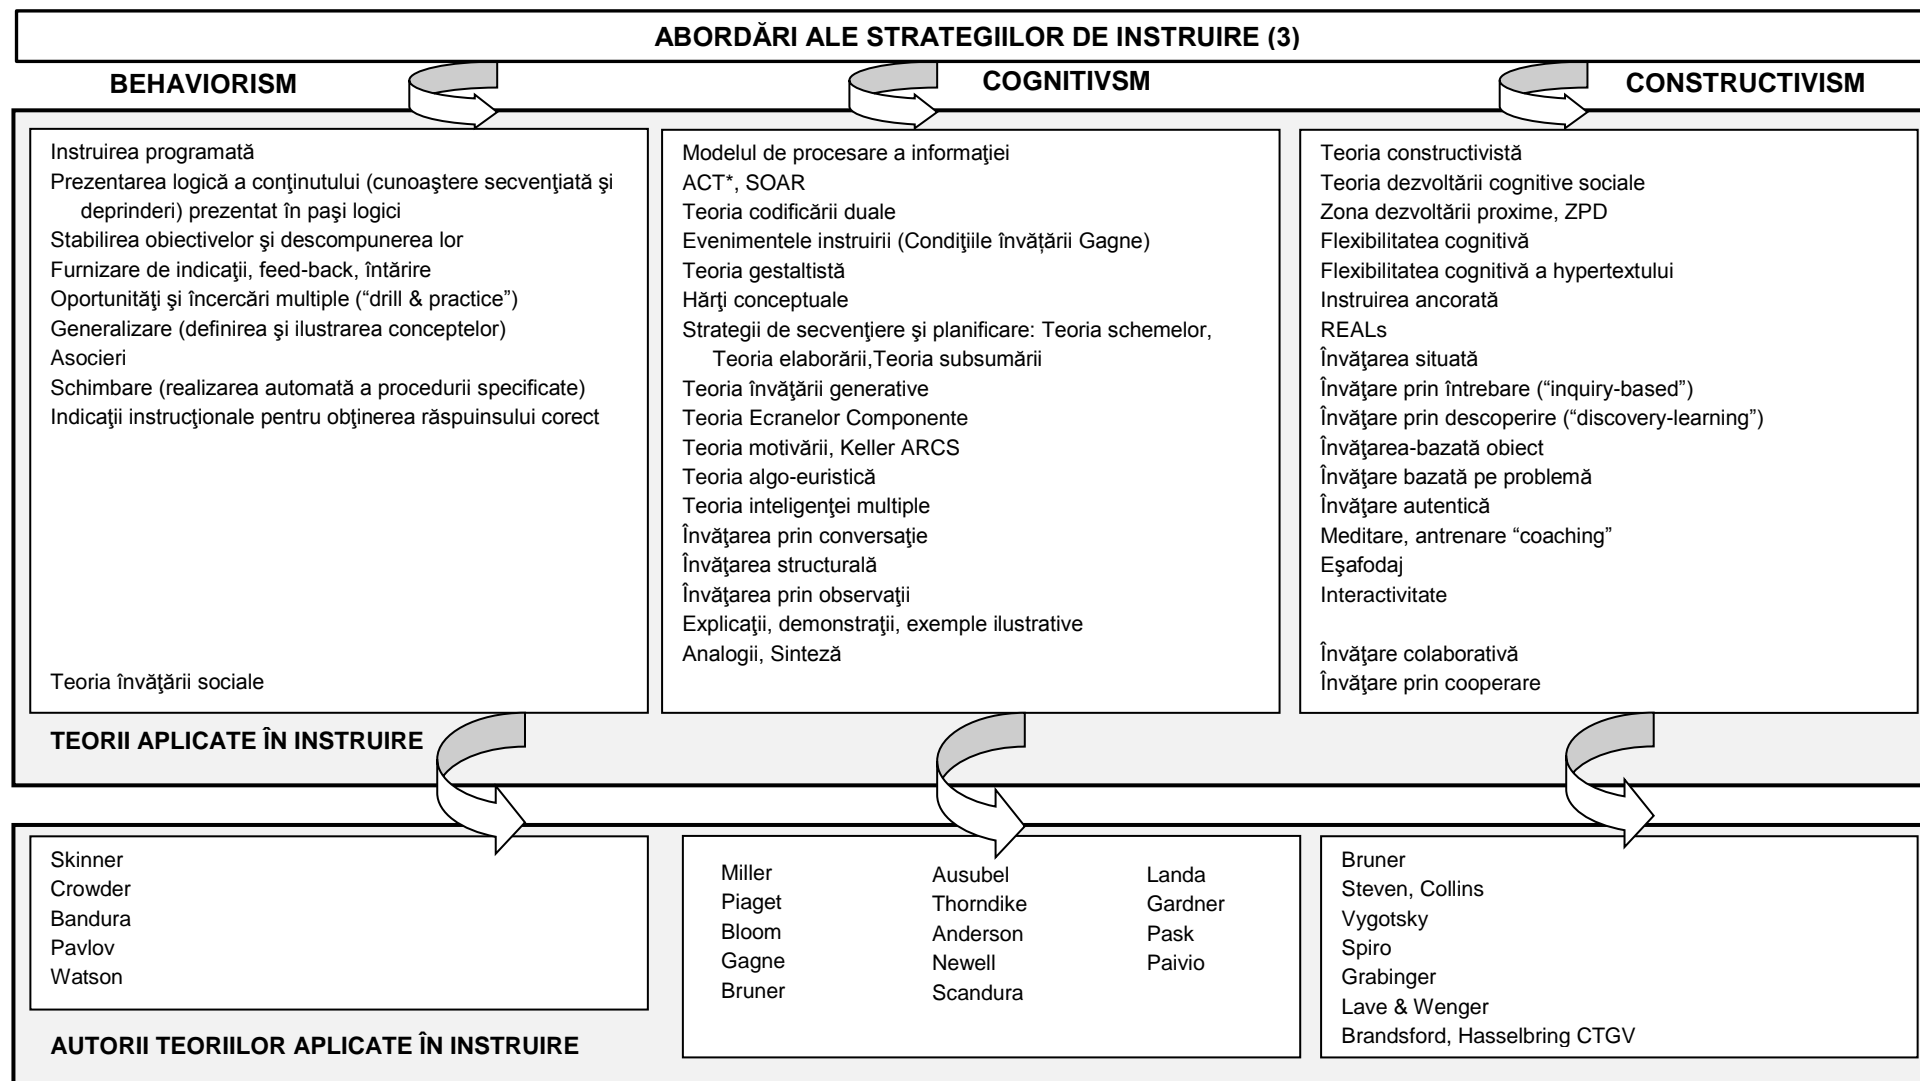 ABORDĂRI ALE STRATEGIILOR DE INSTRUIRE (3)
BEHAVIORISM
COGNITIVSM
CONSTRUCTIVISM
Instruirea programată
Prezentarea logică a conţinutului (cunoaştere secvenţiată şi
deprinderi) prezentat în paşi logici
Stabilirea obiectivelor şi descompunerea lor
Furnizare de indicaţii, feed-back, întărire
Oportunităţi şi încercări multiple (“drill & practice”)
Generalizare (definirea şi ilustrarea conceptelor)
Asocieri
Schimbare (realizarea automată a procedurii specificate)
Indicaţii instrucţionale pentru obţinerea răspuinsului corect
Teoria învăţării sociale
Modelul de procesare a informaţiei
ACT*, SOAR
Teoria codificării duale
Evenimentele instruirii (Condiţiile învățării Gagne)
Teoria gestaltistă
Hărţi conceptuale
Strategii de secvenţiere şi planificare: Teoria schemelor,
Teoria elaborării,Teoria subsumării
Teoria învăţării generative
Teoria Ecranelor Componente
Teoria motivării, Keller ARCS
Teoria algo-euristică
Teoria inteligenţei multiple
Învăţarea prin conversaţie
Învăţarea structurală
Învăţarea prin observaţii
Explicaţii, demonstraţii, exemple ilustrative
Analogii, Sinteză
Teoria constructivistă
Teoria dezvoltării cognitive sociale
Zona dezvoltării proxime, ZPD
Flexibilitatea cognitivă
Flexibilitatea cognitivă a hypertextului
Instruirea ancorată
REALs
Învăţarea situată
Învăţare prin întrebare (“inquiry-based”)
Învăţare prin descoperire (“discovery-learning”)
Învăţarea-bazată obiect
Învăţare bazată pe problemă
Învăţare autentică
Meditare, antrenare “coaching”
Eşafodaj
Interactivitate
Învăţare colaborativă
Învăţare prin cooperare
TEORII APLICATE ÎN INSTRUIRE
Skinner
Crowder
Bandura
Pavlov
Watson
Miller
Piaget
Bloom
Gagne
Bruner
Ausubel
Thorndike
Anderson
Newell
Scandura
Landa
Gardner
Pask
Paivio
Bruner
Steven, Collins
Vygotsky
Spiro
Grabinger
Lave & Wenger
Brandsford, Hasselbring CTGV
AUTORII TEORIILOR APLICATE ÎN INSTRUIRE